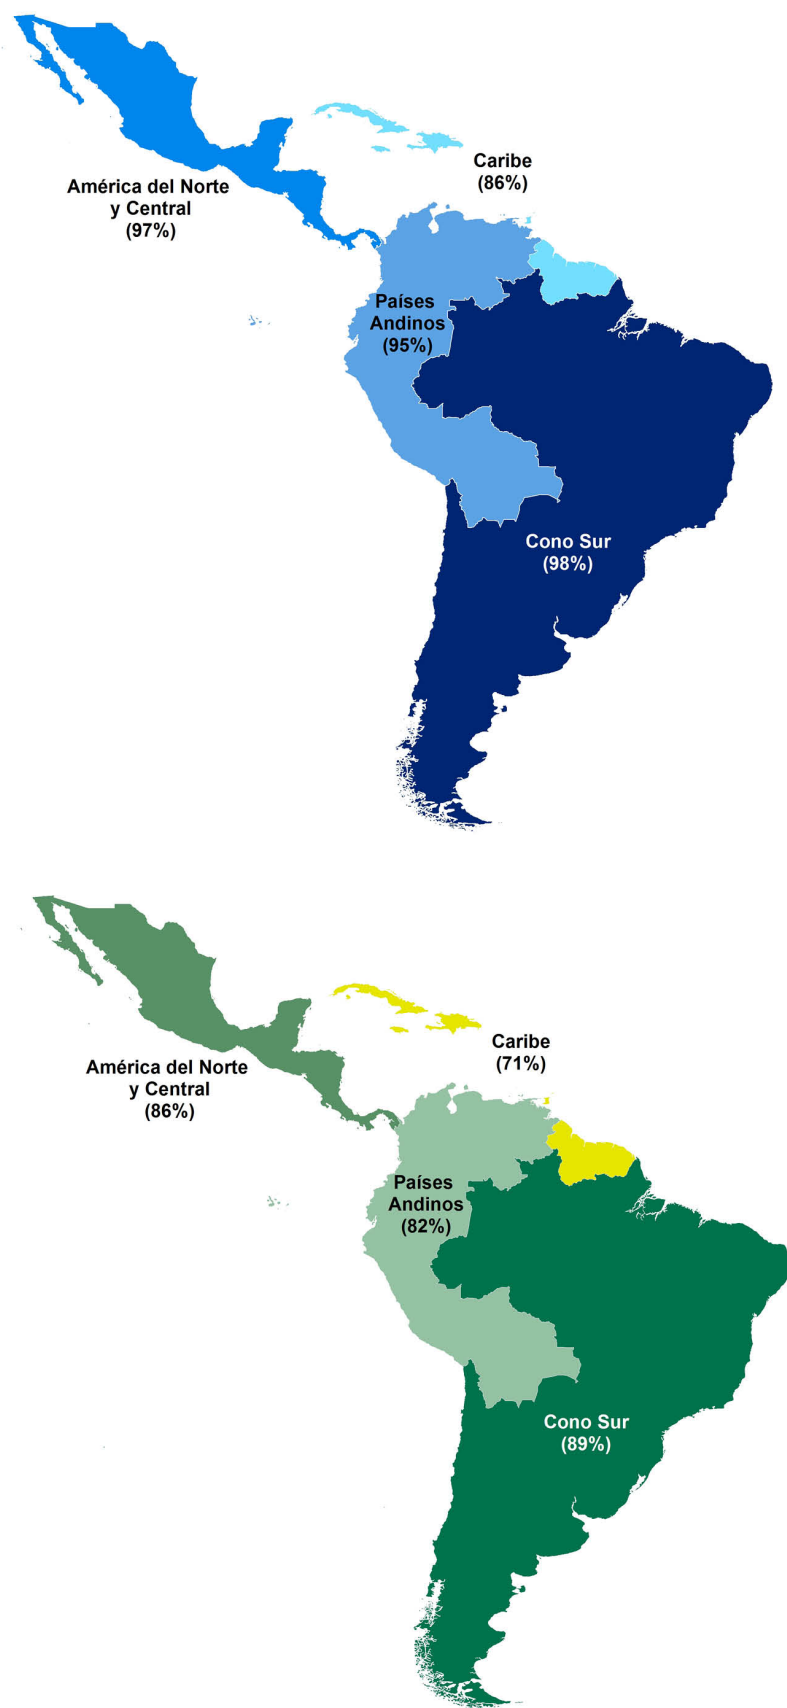 Caribe
(86%)
América del Norte
y Central
(97%)
Países
Andinos
(95%)
Cono Sur
(98%)
Caribe
(71%)
América del Norte
y Central
(86%)
Países
Andinos
(82%)
Cono Sur
(89%)